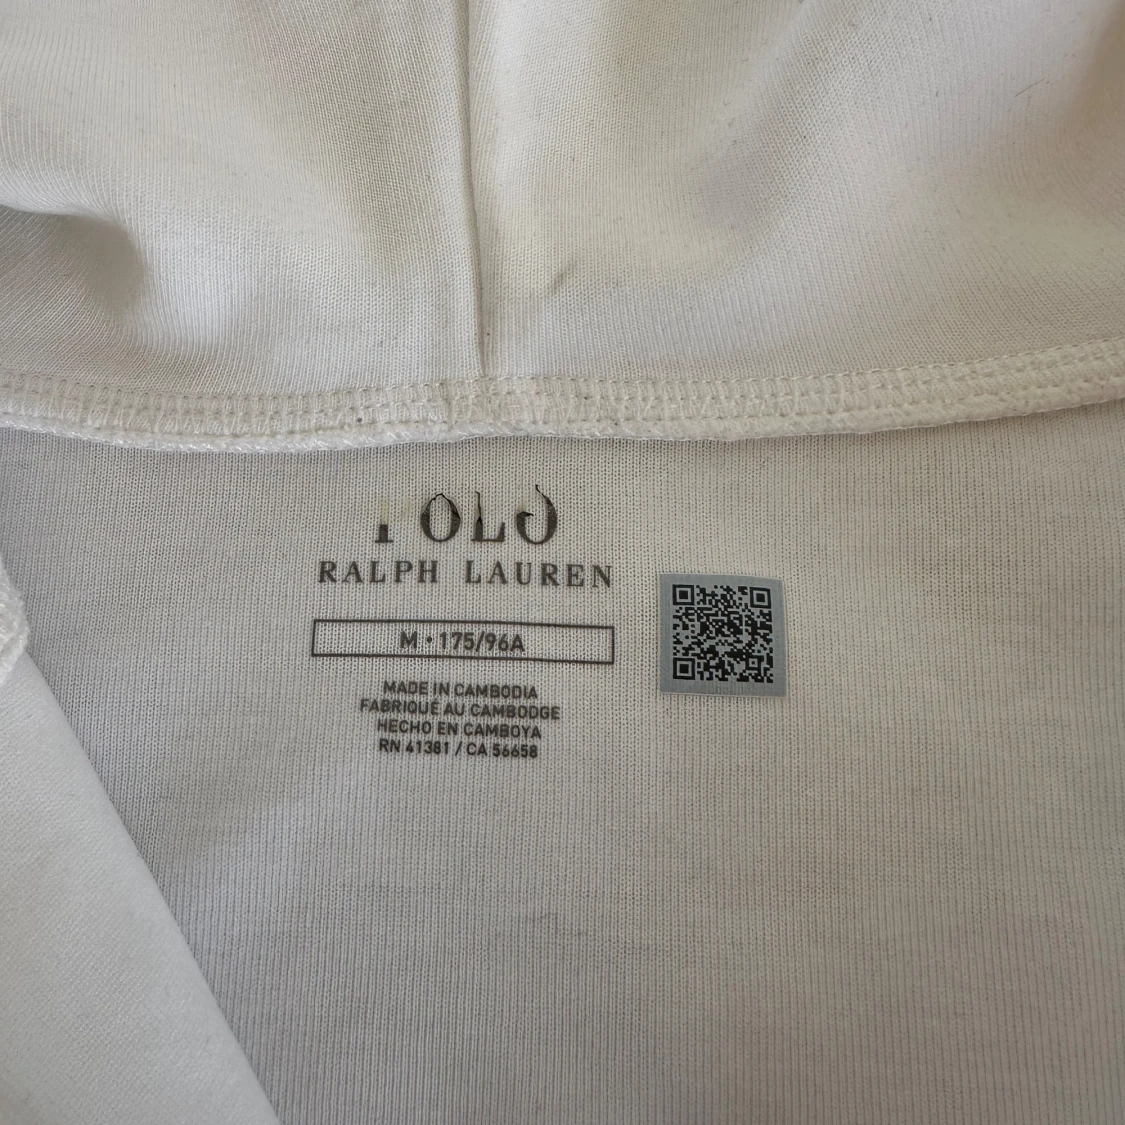 POLO
RALPH LAUREN
M • 175/96A
MADE IN CAMBODIA
FABRIQUÉ AU CAMBODGE
HECHO EN CAMBOYA
RN 41381 / CA 56658